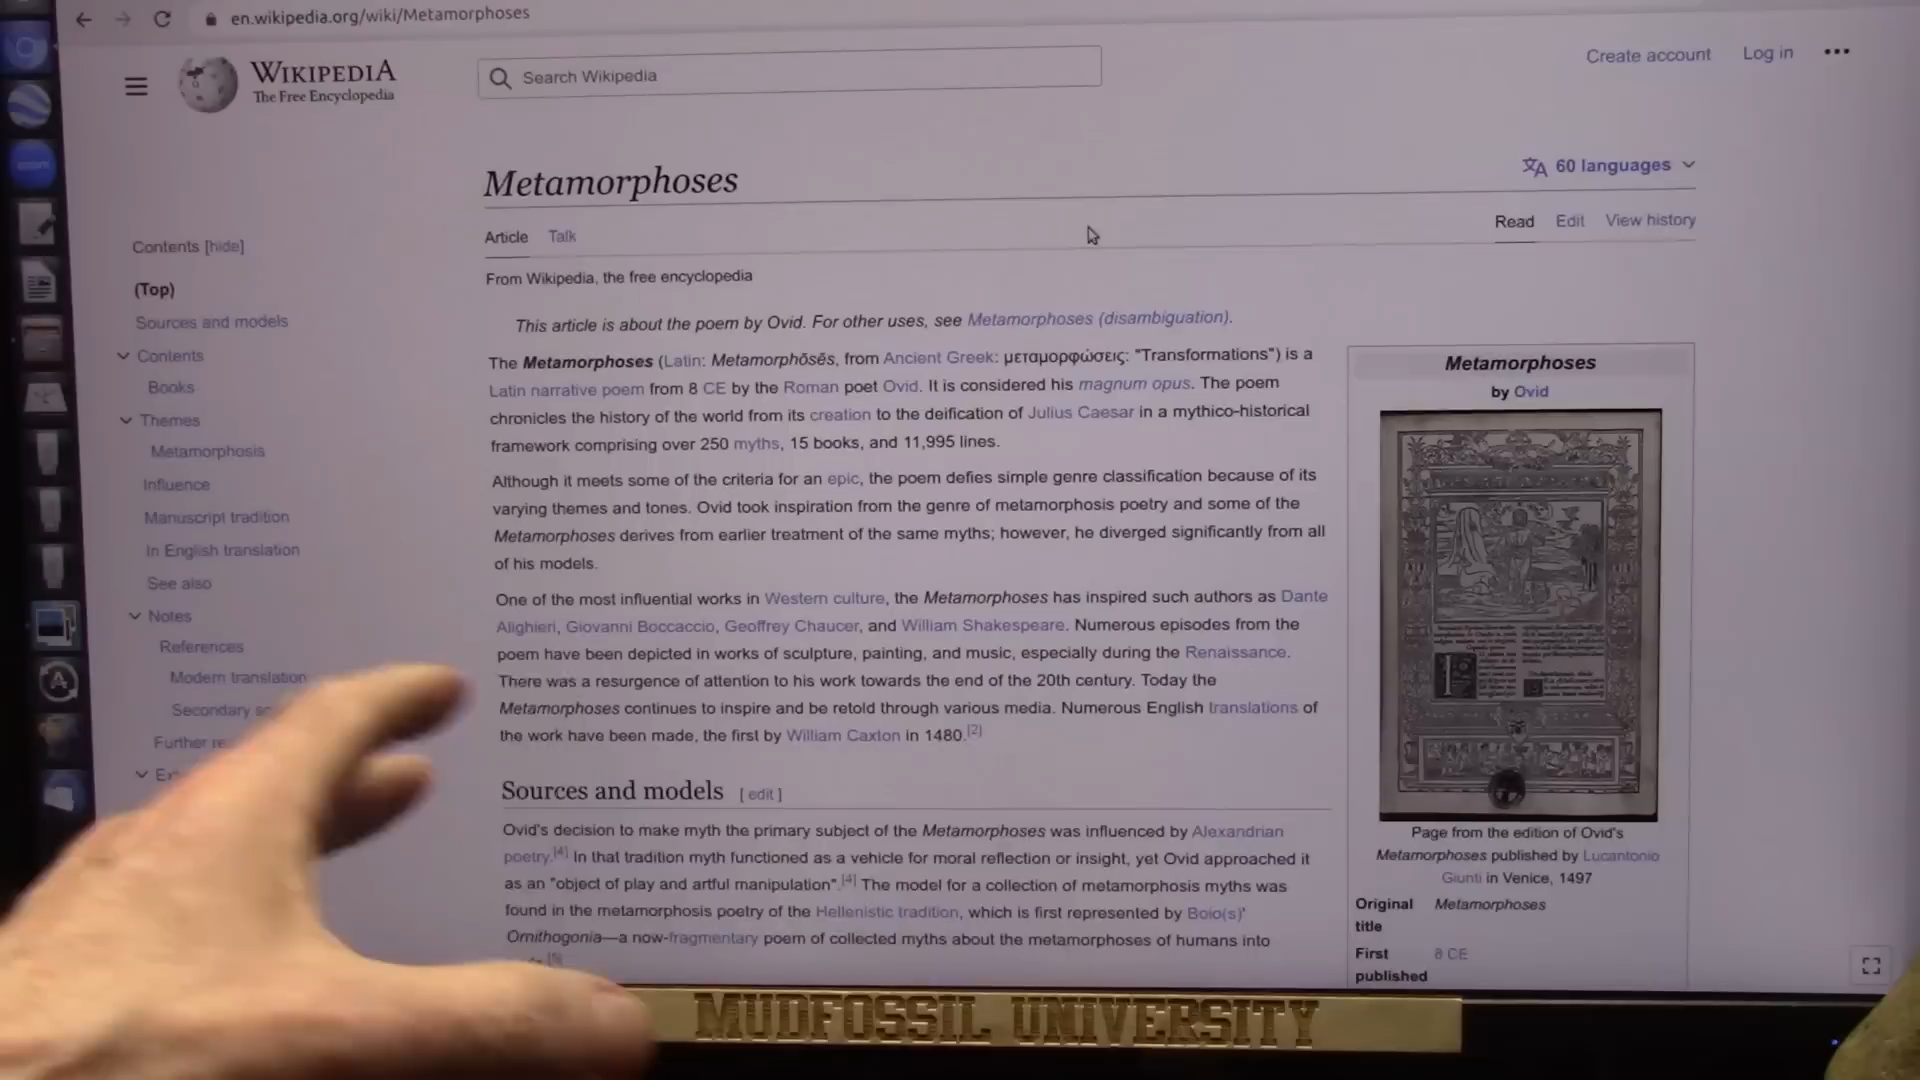 en.wikipedia.org/wiki/Metamorphoses
WIKIPEDIA
The Free Encyclopedia
Search Wikipedia
Create account
Log in
Metamorphoses
60 languages
Article
Talk
Read
Edit
View history
Contents [hide]
(Top)
Sources and models
Contents
Books
Themes
Metamorphosis
Influence
Manuscript tradition
In English translation
See also
Notes
References
Modern translation
Secondary
Further
From Wikipedia, the free encyclopedia
This article is about the poem by Ovid. For other uses, see Metamorphoses (disambiguation).
The Metamorphoses (Latin: Metamorphōsēs, from Ancient Greek: μεταμορφώσεις: "Transformations") is a
Latin narrative poem from 8 CE by the Roman poet Ovid. It is considered his magnum opus. The poem
chronicles the history of the world from its creation to the deification of Julius Caesar in a mythico-historical
framework comprising over 250 myths, 15 books, and 11,995 lines.
Although it meets some of the criteria for an epic, the poem defies simple genre classification because of its
varying themes and tones. Ovid took inspiration from the genre of metamorphosis poetry and some of the
Metamorphoses derives from earlier treatment of the same myths; however, he diverged significantly from all
of his models.
One of the most influential works in Western culture, the Metamorphoses has inspired such authors as Dante
Alighieri, Giovanni Boccaccio, Geoffrey Chaucer, and William Shakespeare. Numerous episodes from the
poem have been depicted in works of sculpture, painting, and music, especially during the Renaissance.
There was a resurgence of attention to his work towards the end of the 20th century. Today the
Metamorphoses continues to inspire and be retold through various media. Numerous English translations of
the work have been made, the first by William Caxton in 1480.[2]
Sources and models [ edit ]
Ovid's decision to make myth the primary subject of the Metamorphoses was influenced by Alexandrian
poetry.[4] In that tradition myth functioned as a vehicle for moral reflection or insight, yet Ovid approached it
as an "object of play and artful manipulation".[4] The model for a collection of metamorphosis myths was
found in the metamorphosis poetry of the Hellenistic tradition, which is first represented by Boio(s)'
Ornithogonia—a now-fragmentary poem of collected myths about the metamorphoses of humans into
Metamorphoses
by Ovid
Page from the edition of Ovid's
Metamorphoses published by Lucantonio
Giunti in Venice, 1497
Original title
Metamorphoses
First published
8 CE
MUDFOSSIL UNIVERSITY